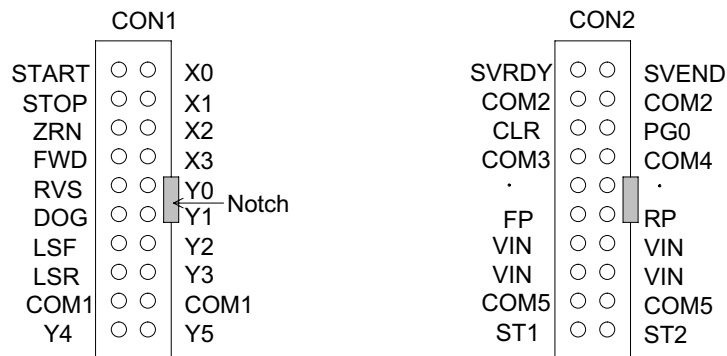 CON1 CON2
START X0 SVRDY SVEND
STOP X1 COM2 COM2
ZRN X2 CLR PG0
FWD X3 COM3 COM4
RVS Y0 · ·
Notch
DOG Y1 FP RP
LSF Y2 VIN VIN
LSR Y3 VIN VIN
COM1 COM1 COM5 COM5
Y4 Y5 ST1 ST2